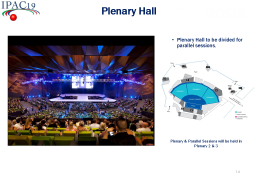 IPAC19
Plenary Hall
• Plenary Hall to be divided for
parallel sessions.
Plenary & Parallel Sessions will be held in
Plenary 2 & 3